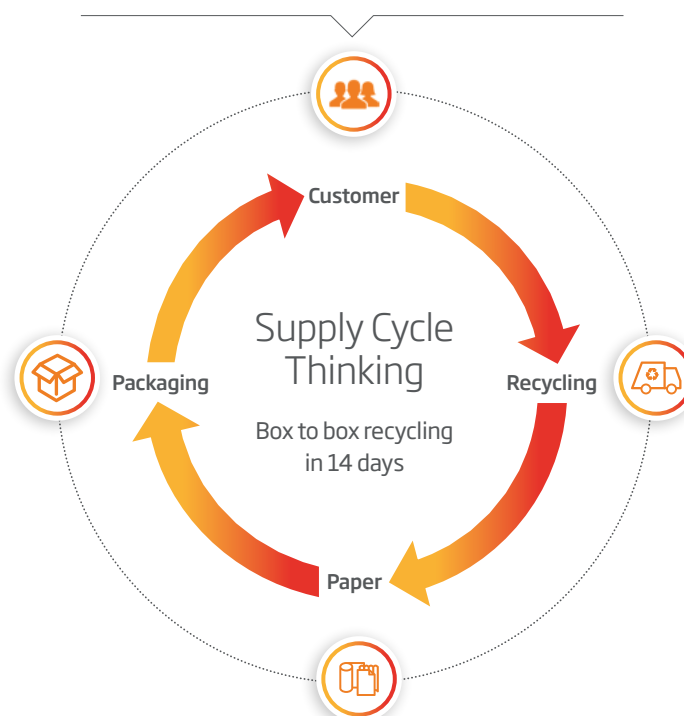 Customer
Supply Cycle
Thinking
Packaging
Recycling
Box to box recycling
in 14 days
Paper